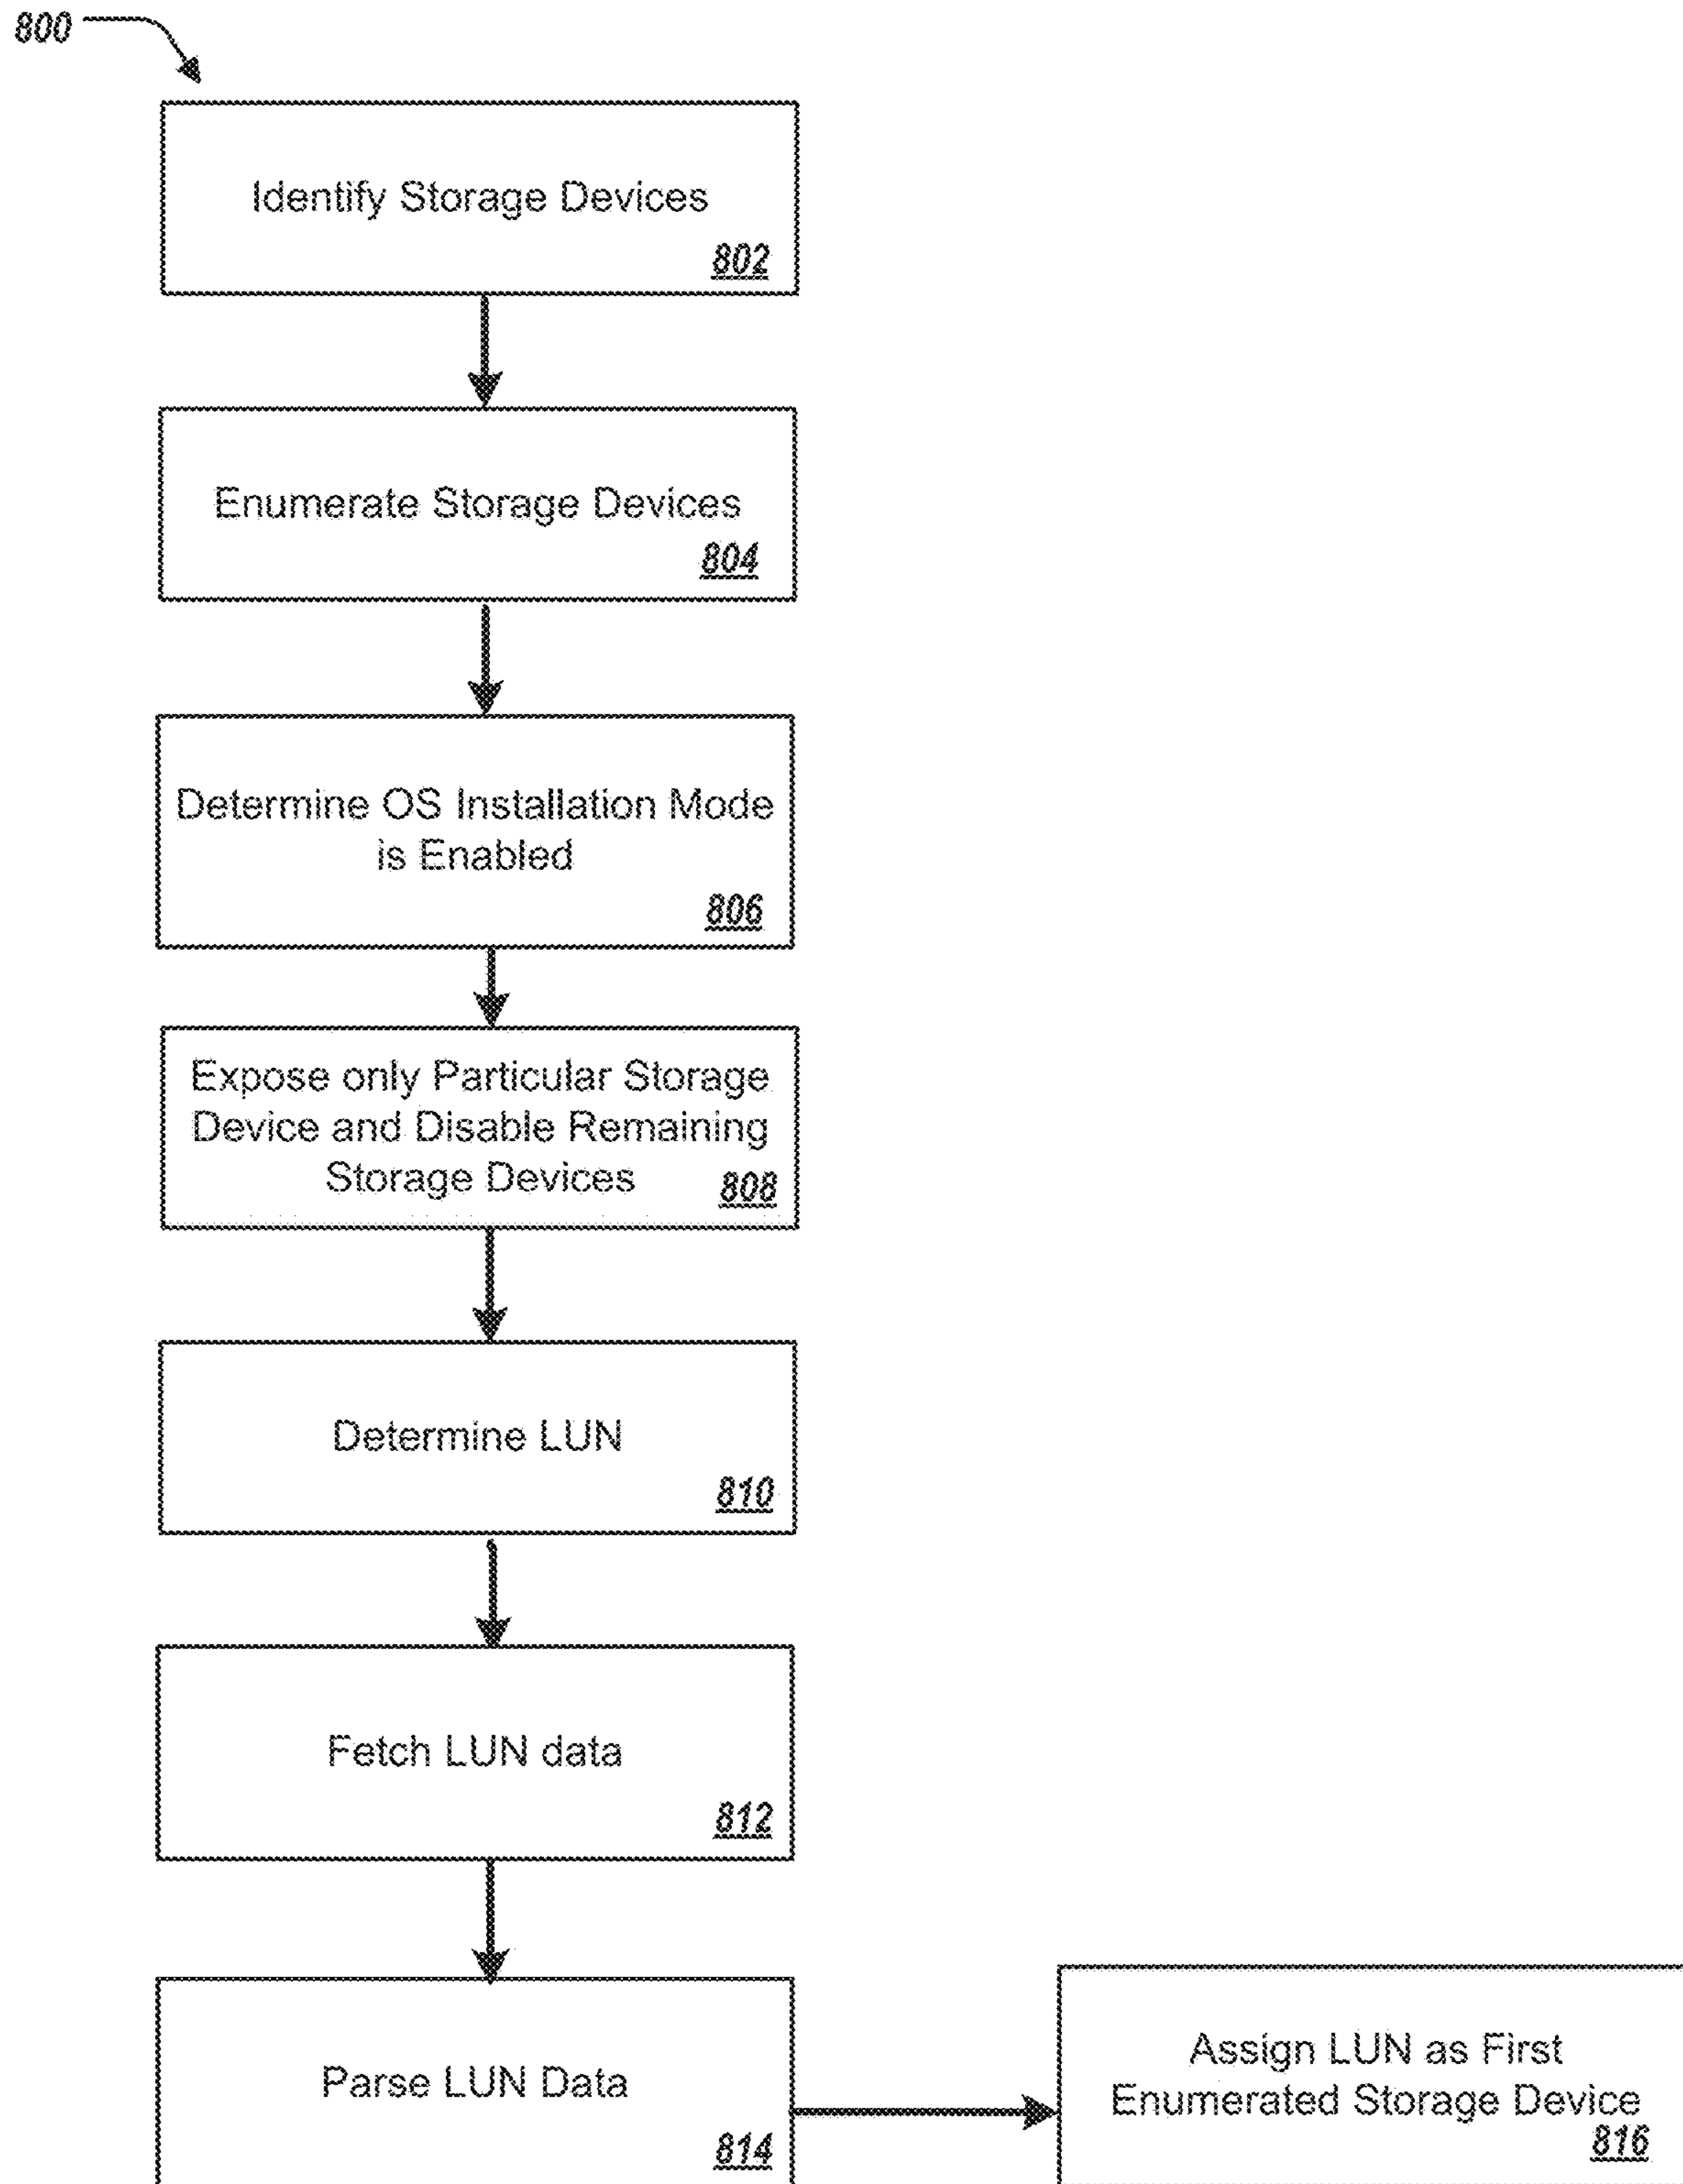 800
Identify Storage Devices
802
Enumerate Storage Devices
804
Determine OS Installation Mode
is Enabled
806
Expose only Particular Storage
Device and Disable Remaining
Storage Devices
808
Determine LUN
810
Fetch LUN data
812
Parse LUN Data
814
Assign LUN as First
Enumerated Storage Device
816